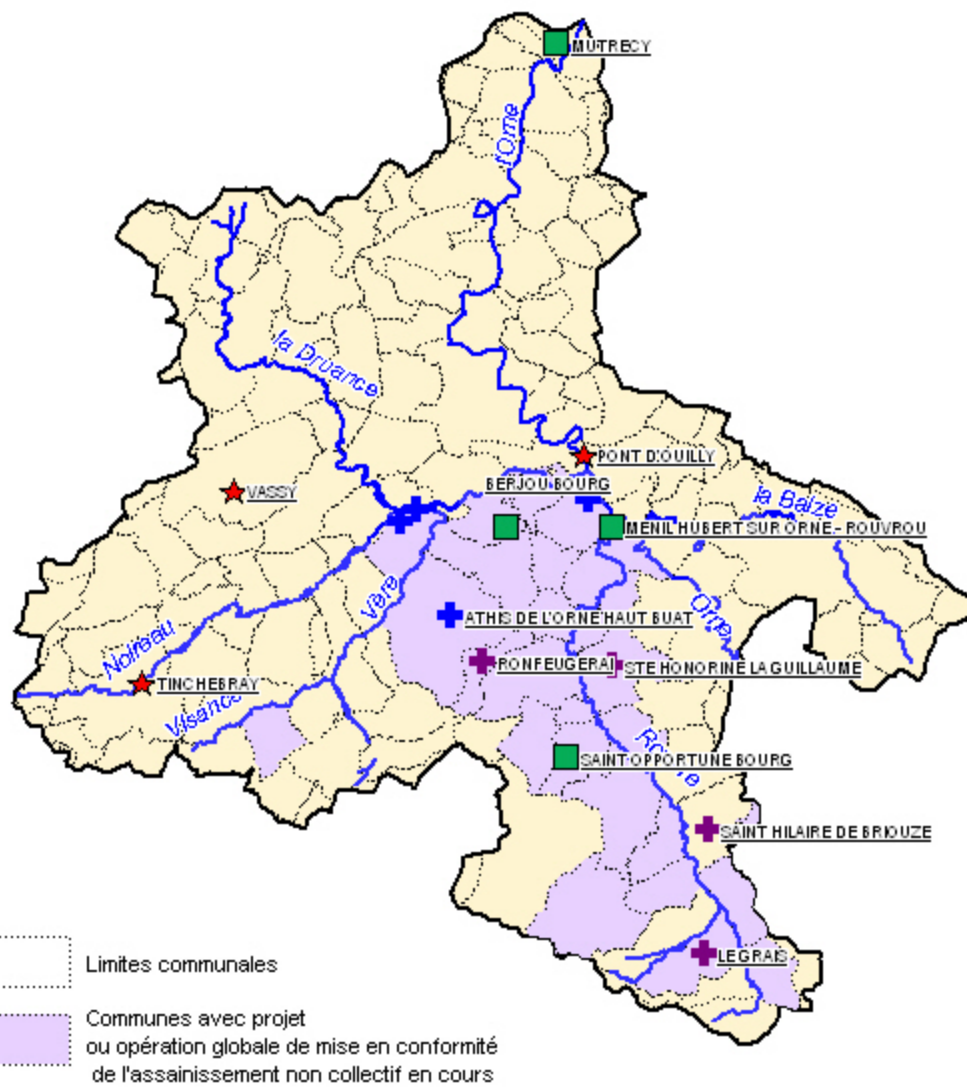 MUTRECY
l'Orne
la Druance
PONT D'OUILLY
BERJOU BOURG
VASSY
la Baize
MENIL HUBERT SUR ORNE - ROUVROU
Vère
ATHIS DE L'ORNE HAUT BUAT
Orne
Noireau
RONFEUGERAI
STE HONORINE LA GUILLAUME
TINCHEBRAY
Visance
SAINT OPPORTUNE BOURG
SAINT HILAIRE DE BRIOUZE
LE GRAIS
Limites communales
Communes avec projet
ou opération globale de mise en conformité
de l'assainissement non collectif en cours